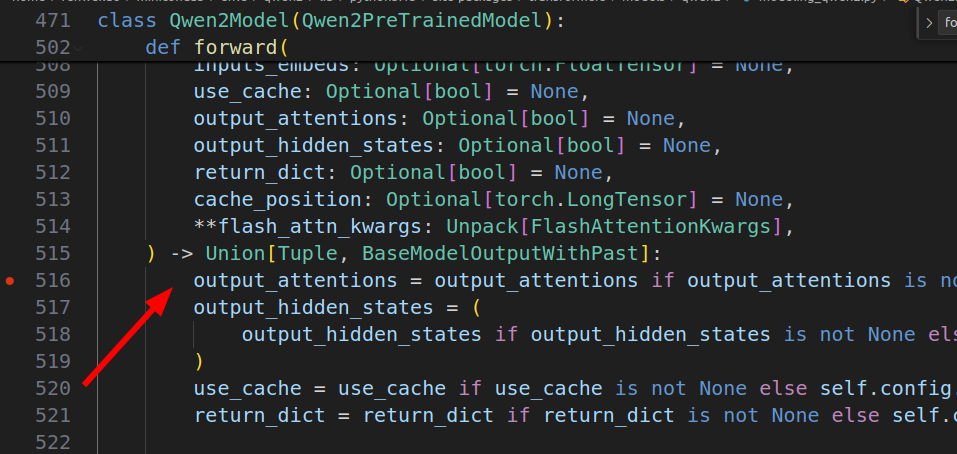 471 class Qwen2Model(Qwen2PreTrainedModel):
502 def forward(
508 inputs_embeds: Optional[torch.FloatTensor] = None,
509 use_cache: Optional[bool] = None,
510 output_attentions: Optional[bool] = None,
511 output_hidden_states: Optional[bool] = None,
512 return_dict: Optional[bool] = None,
513 cache_position: Optional[torch.LongTensor] = None,
514 **flash_attn_kwargs: Unpack[FlashAttentionKwargs],
515 ) -> Union[Tuple, BaseModelOutputWithPast]:
516 output_attentions = output_attentions if output_attentions is no
517 output_hidden_states = (
518 output_hidden_states if output_hidden_states is not None els
519 )
520 use_cache = use_cache if use_cache is not None else self.config.
521 return_dict = return_dict if return_dict is not None else self.c
522
> fo